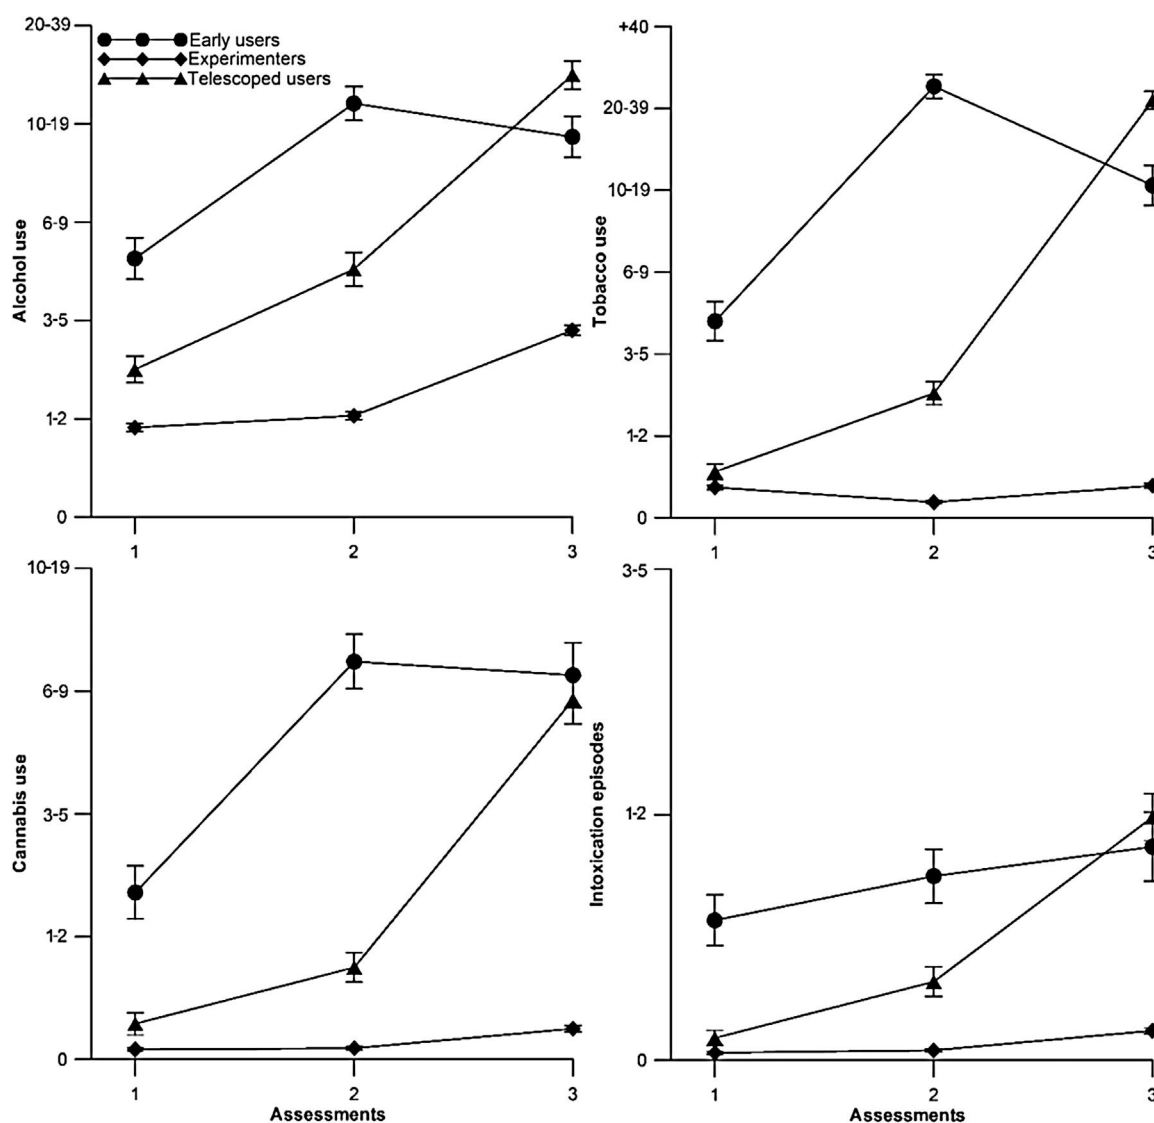 20-39
Early users
Experimenters
Telescoped users
10-19
6-9
3-5
1-2
0
Alcohol use
1 2 3
+40
20-39
10-19
6-9
3-5
1-2
0
Tobacco use
1 2 3
10-19
6-9
3-5
1-2
0
Cannabis use
1 2 3
Assessments
3-5
1-2
0
Intoxication episodes
1 2 3
Assessments